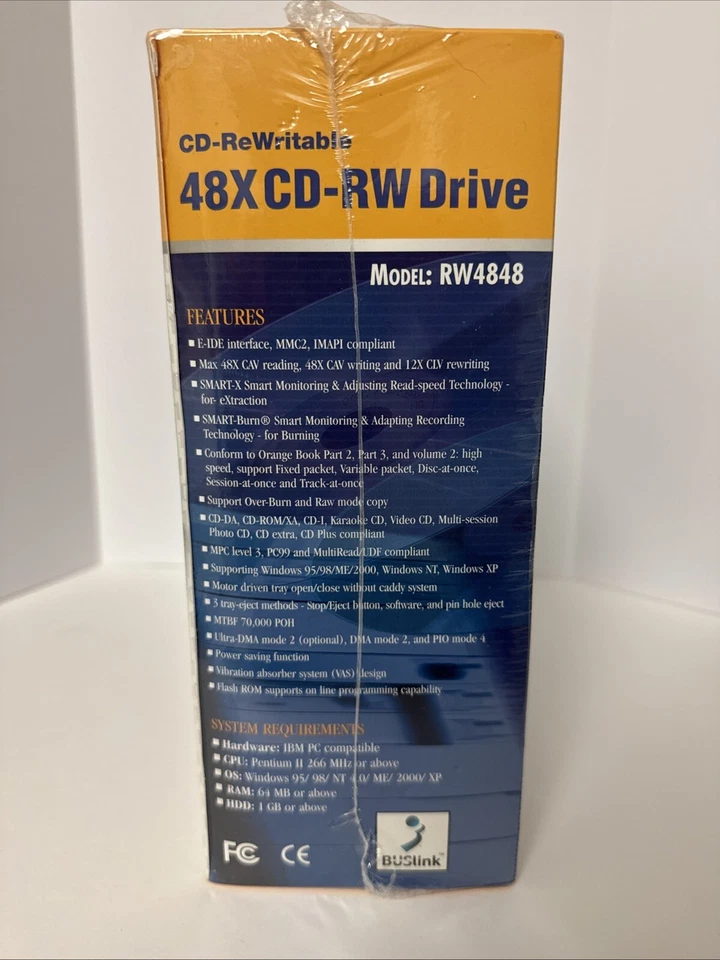 CD-ReWritable
48X CD-RW Drive
MODEL: RW4848
FEATURES
■ E-IDE interface, MMC2, IMAPI compliant
■ Max 48X CAV reading, 48X CAV writing and 12X CLV rewriting
■ SMART-X Smart Monitoring & Adjusting Read-speed Technology -
for- eXtraction
■ SMART-Burn® Smart Monitoring & Adapting Recording
Technology - for Burning
■ Conform to Orange Book Part 2, Part 3, and volume 2: high
speed, support Fixed packet, Variable packet, Disc-at-once,
Session-at-once and Track-at-once
■ Support Over-Burn and Raw mode copy
■ CD-DA, CD-ROM/XA, CD-I, Karaoke CD, Video CD, Multi-session
Photo CD, CD extra, CD Plus compliant
■ MPC level 3, PC99 and MultiRead/UDF compliant
■ Supporting Windows 95/98/ME/2000, Windows NT, Windows XP
■ Motor driven tray open/close without caddy system
■ 3 tray-eject methods - Stop/Eject button, software, and pin hole eject
■ MTBF 70,000 POH
■ Ultra-DMA mode 2 (optional), DMA mode 2, and PIO mode 4
■ Power saving function
■ Vibration absorber system (VAS) design
■ Flash ROM supports on line programming capability
SYSTEM REQUIREMENTS
■ Hardware: IBM PC compatible
■ CPU: Pentium II 266 MHz or above
■ OS: Windows 95/ 98/ NT 4.0/ ME/ 2000/ XP
■ RAM: 64 MB or above
■ HDD: 1 GB or above
FC CE
BUSlink™